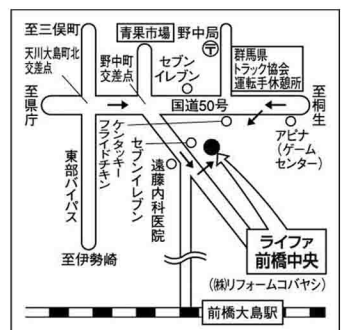 至三俣町
青果市場
野中局
天川大島町北
交差点
野中町
交差点
セブン
イレブン
群馬県
トラック協会
運転手休憩所
至県庁
国道50号
至桐生
ケンタッキー
フライドチキン
アピナ
(ゲーム
センター)
東部バイパス
セブンイレブン
遠藤内科医院
ライファ
前橋中央
至伊勢崎
(㈱リフォームコバヤシ)
前橋大島駅